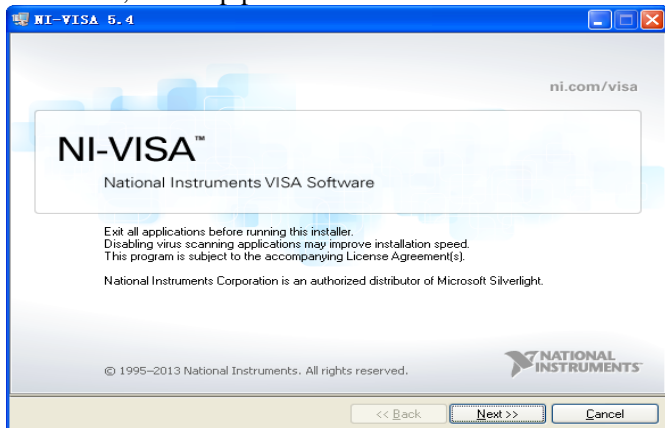 NI-VISA 5.4
ni.com/visa
NI-VISA™
National Instruments VISA Software
Exit all applications before running this installer.
Disabling virus scanning applications may improve installation speed.
This program is subject to the accompanying License Agreement(s).
National Instruments Corporation is an authorized distributor of Microsoft Silverlight.
© 1995–2013 National Instruments. All rights reserved.
NATIONAL
INSTRUMENTS™
<< Back Next >> Cancel